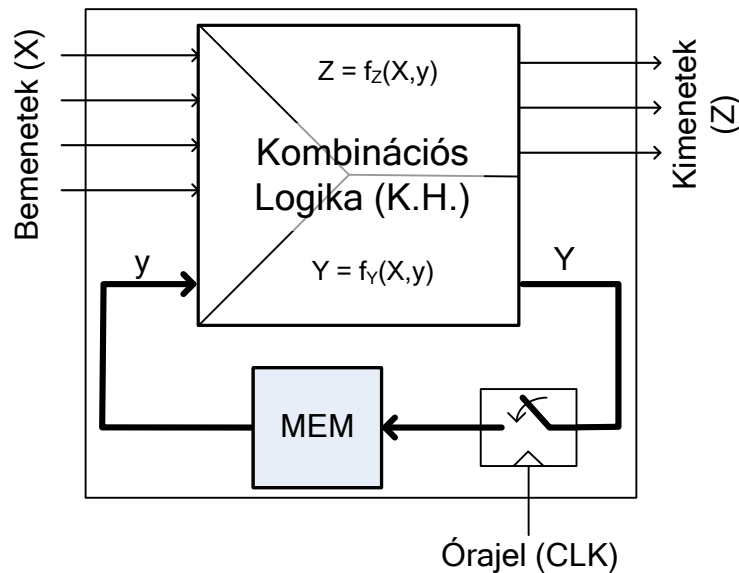 Bemenetek (X)
Z = fZ(X,y)
Kombinációs
Logika (K.H.)
Y = fY(X,y)
Kimenetek
(Z)
y
Y
MEM
Órajel (CLK)